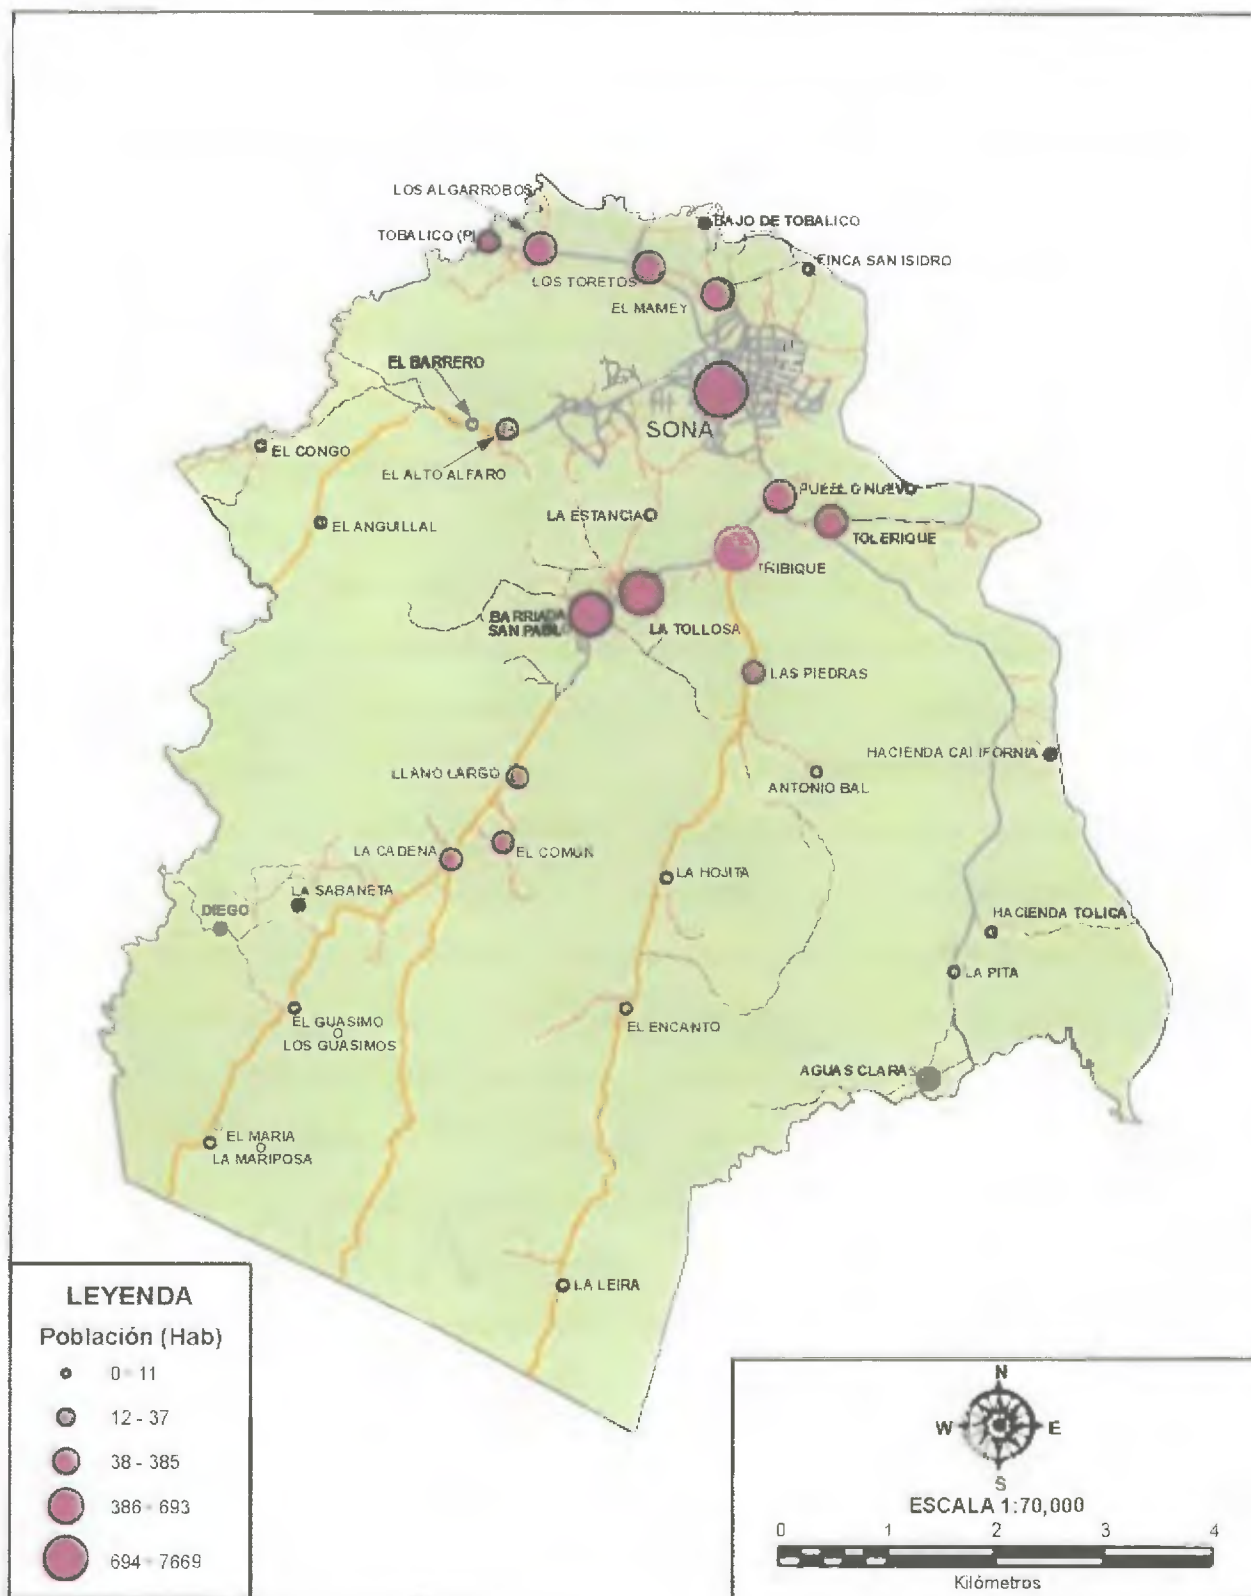 LOS ALGARROBOS
TOBALICO (P)
BAJO DE TOBALICO
FINCA SAN ISIDRO
LOS TORETOS
EL MAMEY
EL BARRERO
SONA
EL CONGO
EL ALTO ALFARO
PUEBLO NUEVO
LA ESTANCIA
EL ANGUILLAL
TOLERIQUE
TRIBIQUE
BARRIADA
SAN PABLO
LA TOLLOSA
LAS PIEDRAS
HACIENDA CALIFORNIA
LLANO LARGO
ANTONIO BAL
LA CADENA
EL COMÚN
LA HOJITA
LA SABANETA
DIEGO
HACIENDA TOLICA
LA PITA
EL GUASIMO
O
LOS GUASIMOS
EL ENCANTO
AGUAS CLARAS
EL MARIA
O
LA MARIPOSA
LA LEIRA
LEYENDA
Población (Hab)
0 - 11
12 - 37
38 - 385
386 - 693
694 - 7669
N
W E
S
ESCALA 1:70,000
0 1 2 3 4
Kilómetros